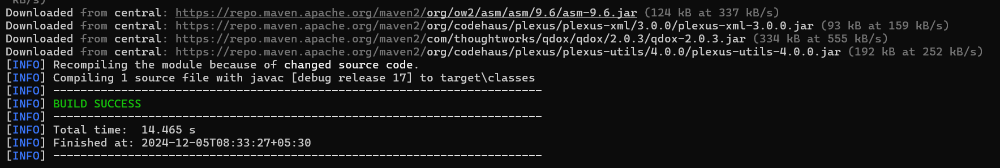 kB/s)
Downloaded from central: https://repo.maven.apache.org/maven2/org/ow2/asm/asm/9.6/asm-9.6.jar (124 kB at 337 kB/s)
Downloaded from central: https://repo.maven.apache.org/maven2/org/codehaus/plexus/plexus-xml/3.0.0/plexus-xml-3.0.0.jar (93 kB at 159 kB/s)
Downloaded from central: https://repo.maven.apache.org/maven2/com/thoughtworks/qdox/qdox/2.0.3/qdox-2.0.3.jar (334 kB at 555 kB/s)
Downloaded from central: https://repo.maven.apache.org/maven2/org/codehaus/plexus/plexus-utils/4.0.0/plexus-utils-4.0.0.jar (192 kB at 252 kB/s)
[INFO] Recompiling the module because of changed source code.
[INFO] Compiling 1 source file with javac [debug release 17] to target\classes
[INFO] ------------------------------------------------------------------------
[INFO] BUILD SUCCESS
[INFO] ------------------------------------------------------------------------
[INFO] Total time:  14.465 s
[INFO] Finished at: 2024-12-05T08:33:27+05:30
[INFO] ------------------------------------------------------------------------